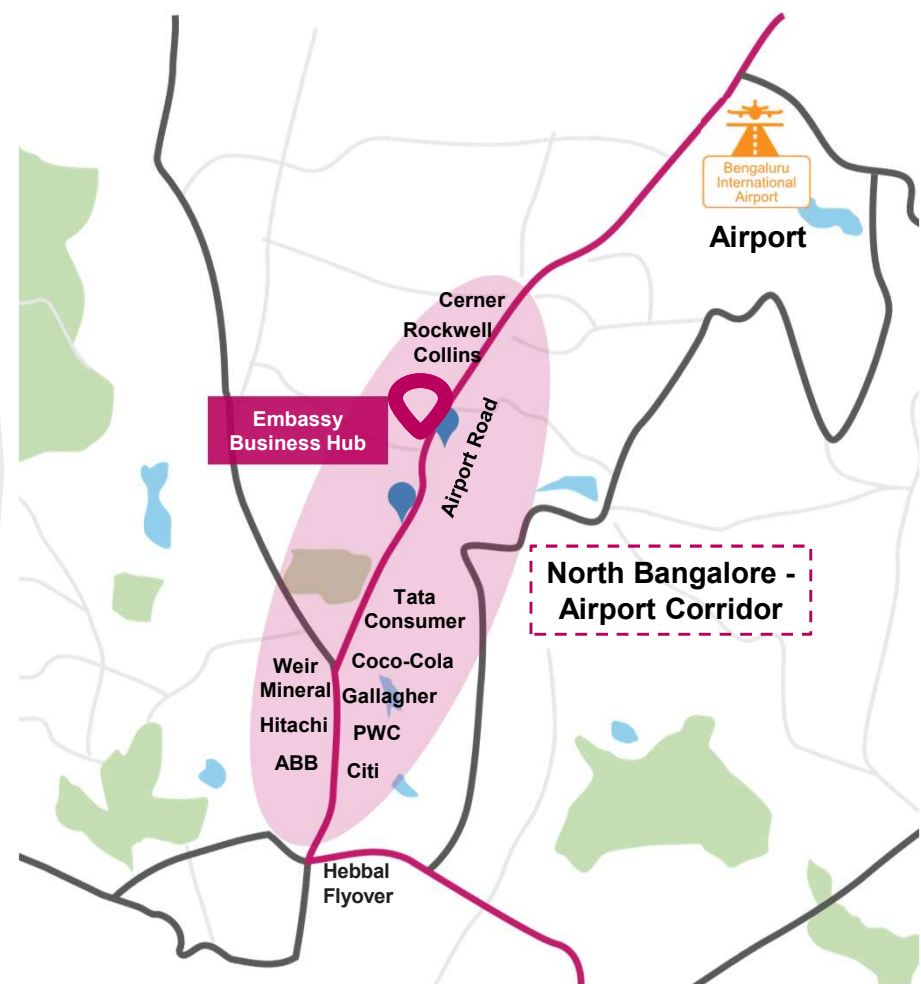 Bengaluru
International
Airport
Airport
Cerner
Rockwell
Collins
Embassy
Business Hub
Airport Road
North Bangalore -
Airport Corridor
Tata
Consumer
Weir
Mineral
Coco-Cola
Gallagher
Hitachi
PWC
ABB
Citi
Hebbal
Flyover